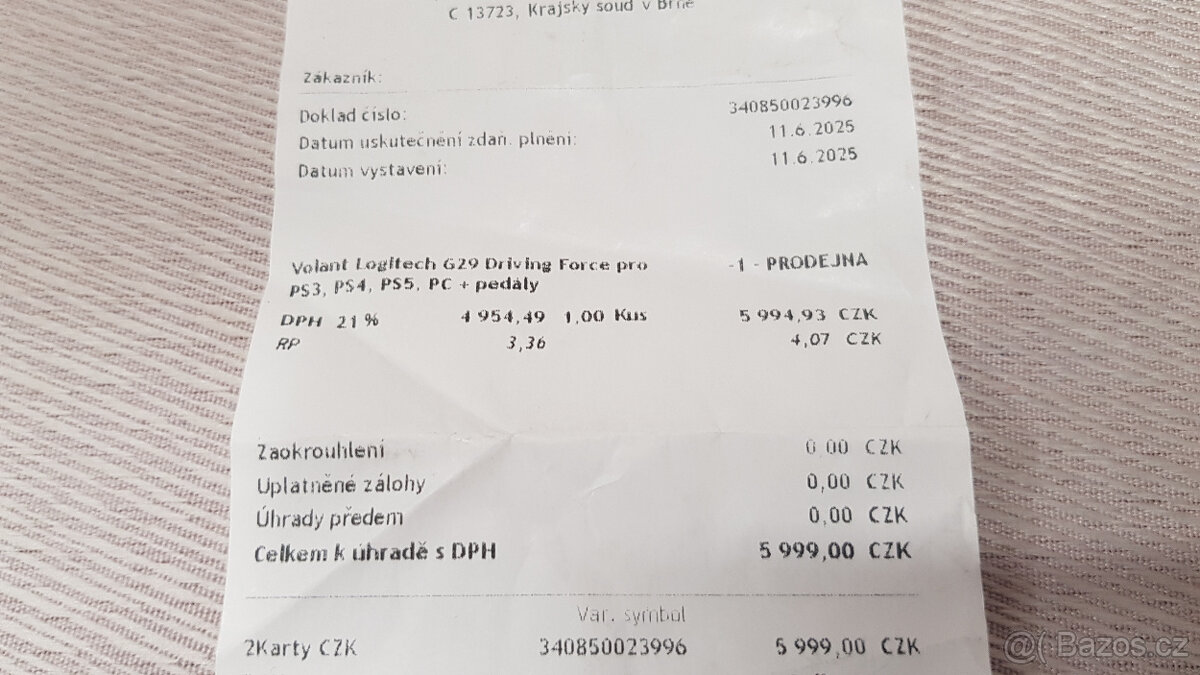 C 13723, Krajský soud v Brně
Zákazník:
Doklad číslo: 340850023996
Datum uskutečnění zdan. plnění: 11.6.2025
Datum vystavení: 11.6.2025
Volant Logitech G29 Driving Force pro -1 - PRODEJNA
PS3, PS4, PS5, PC + pedály
DPH 21 % 4 954,49 1,00 Kus 5 994,93 CZK
RP 3,36 4,07 CZK
Zaokrouhlení 0,00 CZK
Uplatněné zálohy 0,00 CZK
Úhrady předem 0,00 CZK
Celkem k úhradě s DPH 5 999,00 CZK
Var. symbol
2Karty CZK 340850023996 5 999,00 CZK
@( Bazos.cz